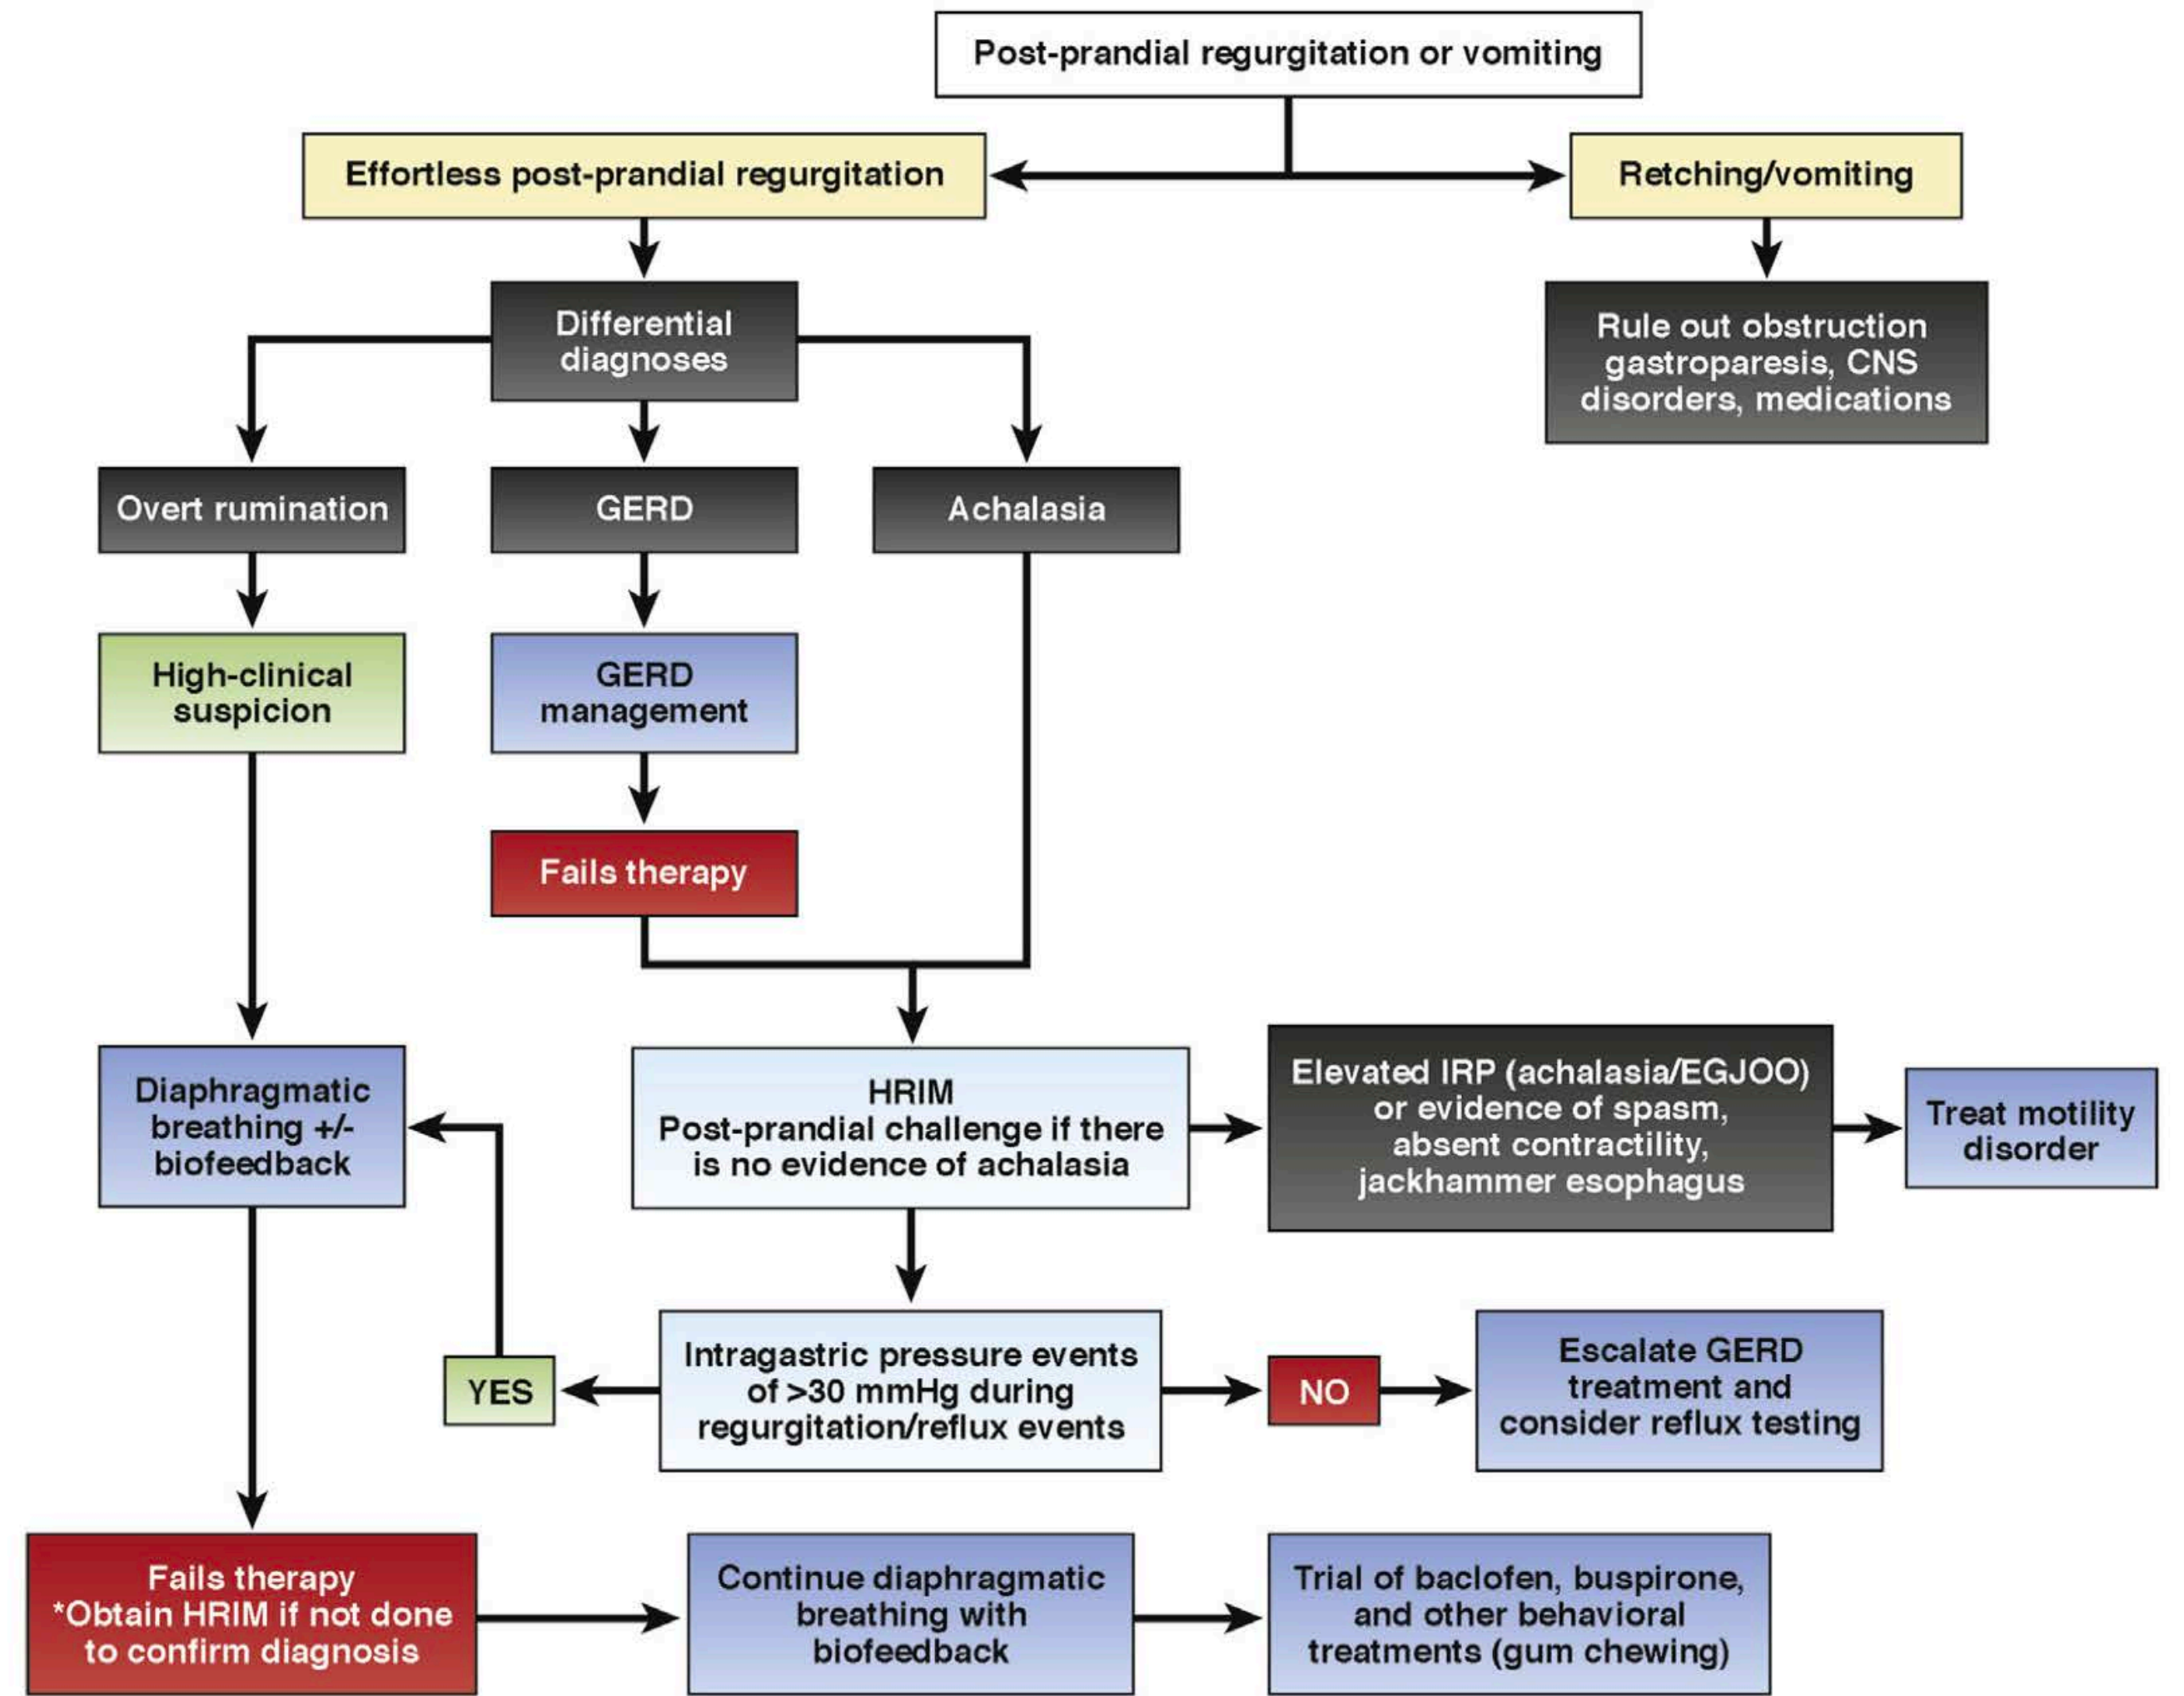 Post-prandial regurgitation or vomiting
Effortless post-prandial regurgitation
Retching/vomiting
Differential
diagnoses
Rule out obstruction
gastroparesis, CNS
disorders, medications
Overt rumination
GERD
Achalasia
High-clinical
suspicion
GERD
management
Fails therapy
Diaphragmatic
breathing +/-
biofeedback
HRIM
Post-prandial challenge if there
is no evidence of achalasia
Elevated IRP (achalasia/EGJOO)
or evidence of spasm,
absent contractility,
jackhammer esophagus
Treat motility
disorder
YES
Intragastric pressure events
of >30 mmHg during
regurgitation/reflux events
NO
Escalate GERD
treatment and
consider reflux testing
Fails therapy
*Obtain HRIM if not done
to confirm diagnosis
Continue diaphragmatic
breathing with
biofeedback
Trial of baclofen, buspirone,
and other behavioral
treatments (gum chewing)